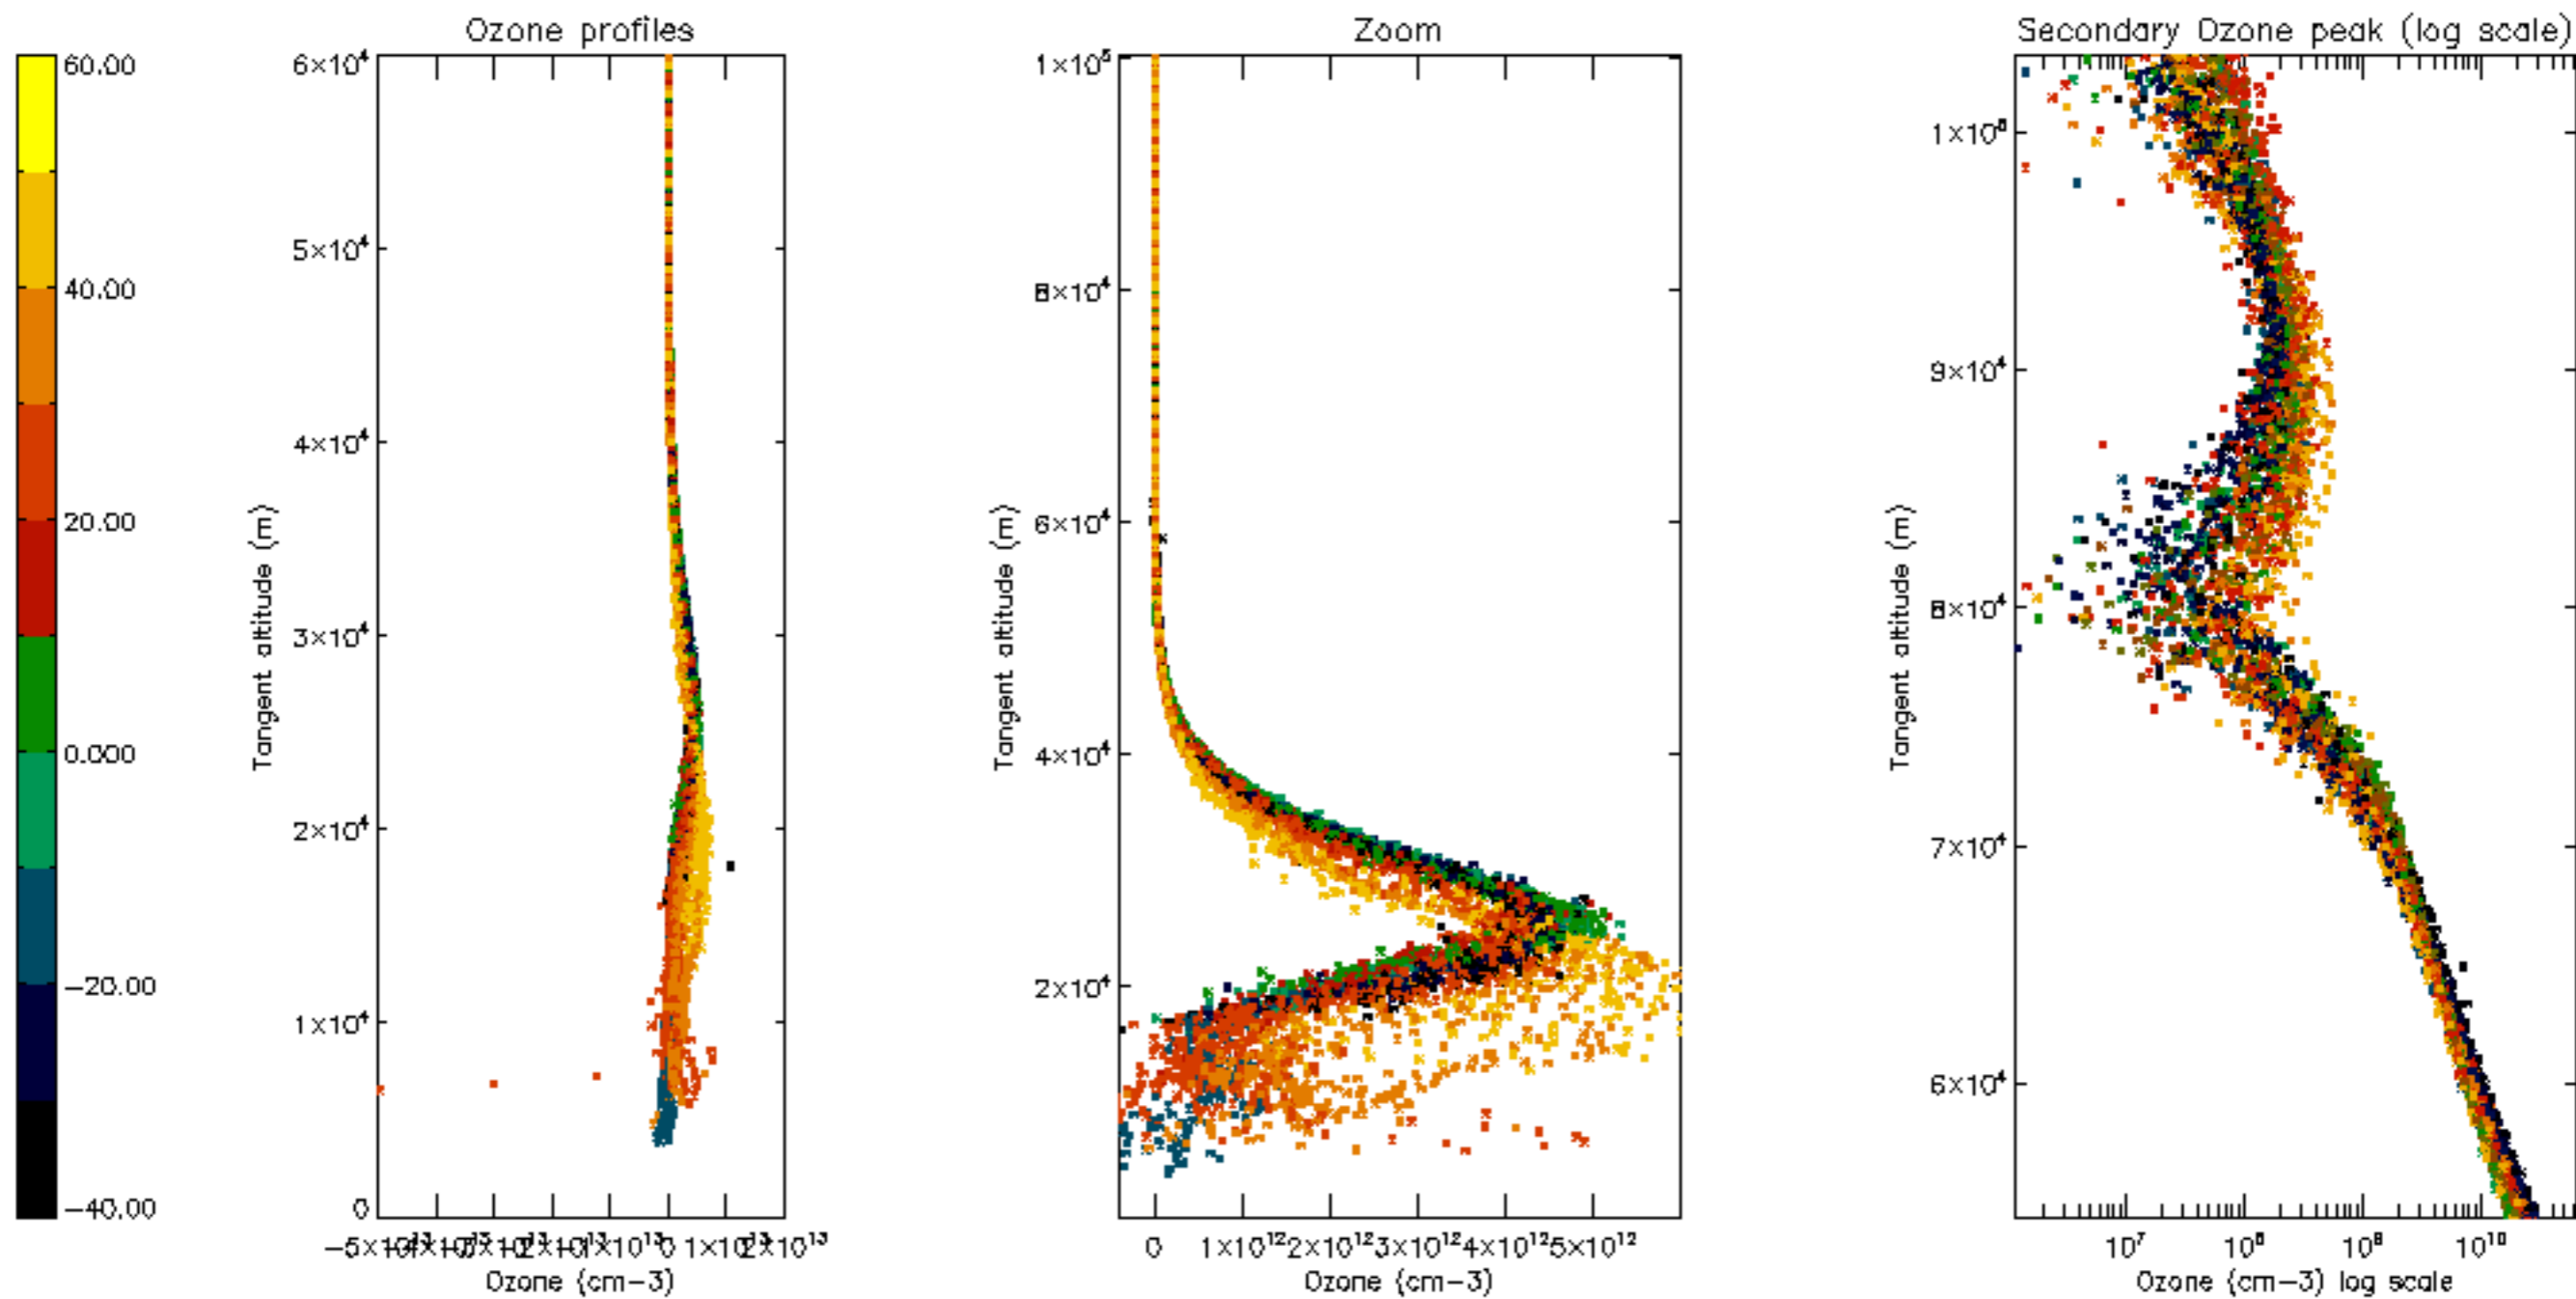 Ozone profiles
Zoom
Secondary Ozone peak (log scale)
60.00
40.00
20.00
0.000
-20.00
-40.00
6×10⁴
5×10⁴
4×10⁴
3×10⁴
2×10⁴
1×10⁴
0
Tangent altitude (m)
0 1×10¹³ 2×10¹³
Ozone (cm-3)
1×10⁵
8×10⁴
6×10⁴
4×10⁴
2×10⁴
Tangent altitude (m)
0 1×10¹² 2×10¹² 3×10¹² 4×10¹² 5×10¹²
Ozone (cm-3)
9×10⁴
8×10⁴
7×10⁴
6×10⁴
Tangent altitude (m)
10⁷ 10⁸ 10⁹ 10¹⁰
Ozone (cm-3) log scale